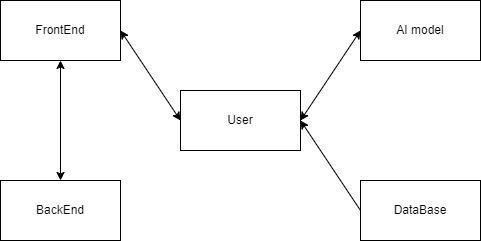 FrontEnd
AI model
User
BackEnd
DataBase